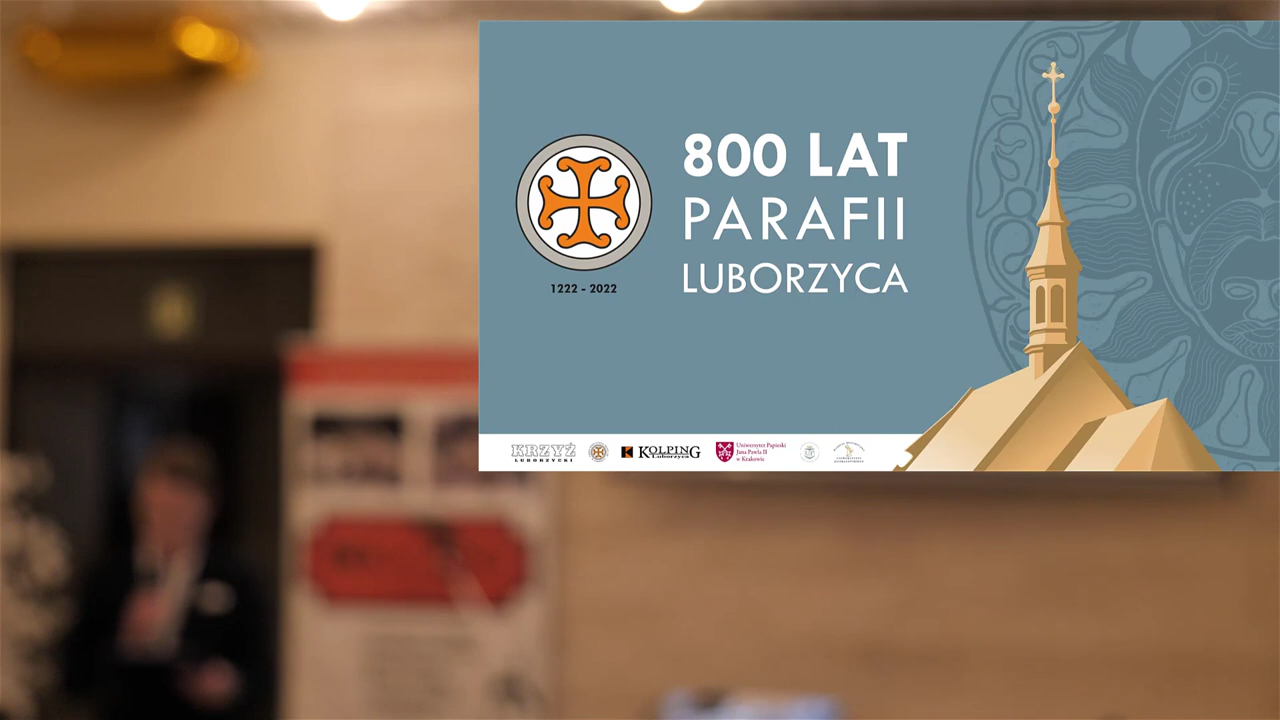 800 LAT
PARAFII
LUBORZYCA
1222 - 2022
KRZYŻ
LUBORZYCKI
KOLPING
Luborzyca
Uniwersytet Papieski
Jana Pawła II
w Krakowie